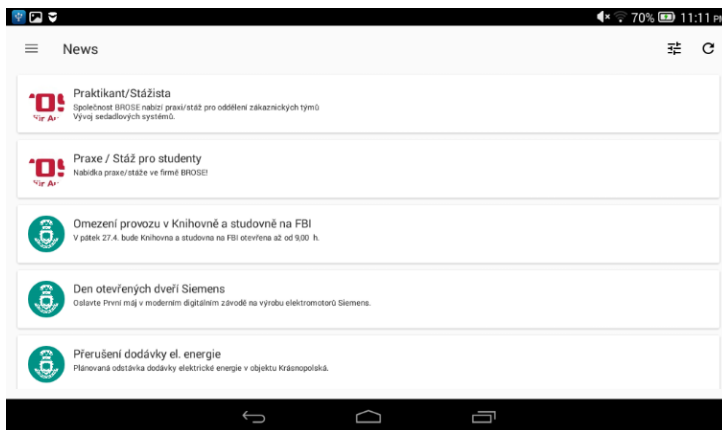 70% 11:11 PM
News
Praktikant/Stážista
Společnost BROSE nabízí praxi/stáž pro oddělení zákaznických týmů
Vývoj sedadlových systémů.
Praxe / Stáž pro studenty
Nabídka praxe/stáže ve firmě BROSE!
Omezení provozu v Knihovně a studovně na FBI
V pátek 27.4. bude Knihovna a studovna na FBI otevřena až od 9,00 h.
Den otevřených dveří Siemens
Oslavte První máj v moderním digitálním závodě na výrobu elektromotorů Siemens.
Přerušení dodávky el. energie
Plánovaná odstávka dodávky elektrické energie v objektu Krásnopolská.